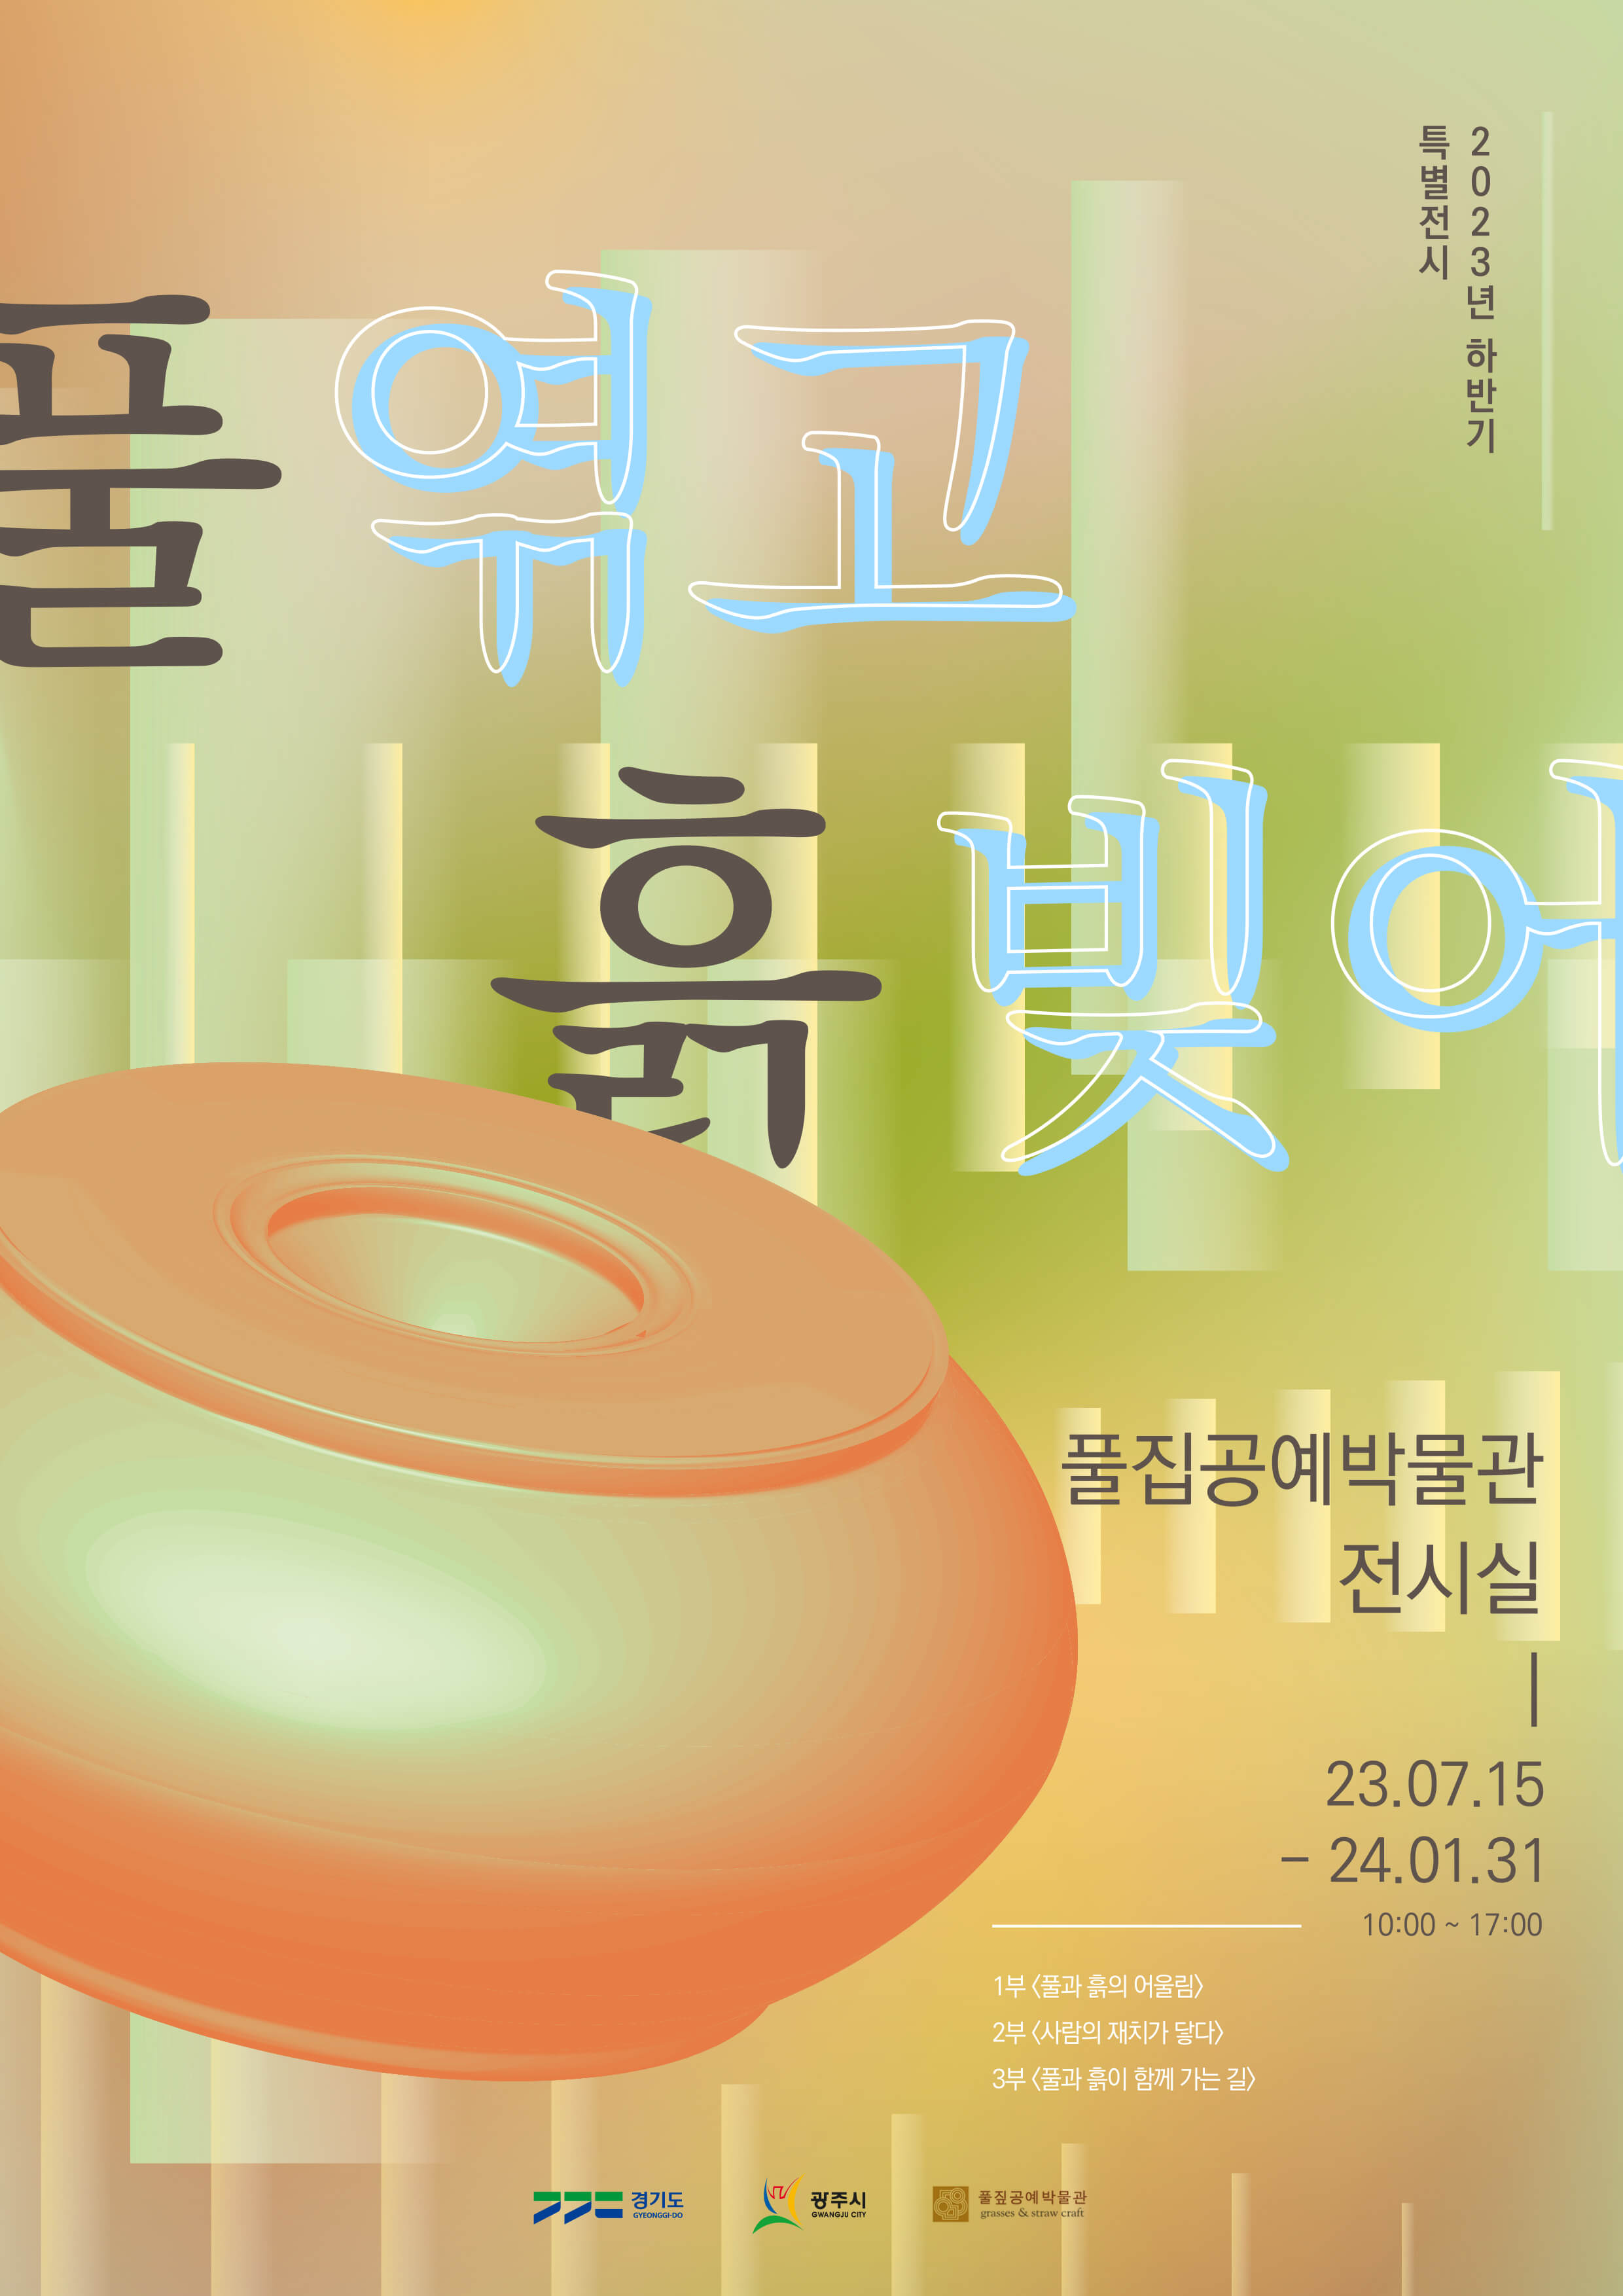 2023년 하반기
특별전시
풀 엮고
흙 빚어
풀집공예박물관
전시실
23.07.15
– 24.01.31
10:00 ~ 17:00
1부 〈풀과 흙의 어울림〉
2부 〈사람의 재치가 닿다〉
3부 〈풀과 흙이 함께 가는 길〉
경기도
GYEONGGI-DO
광주시
GWANGJU CITY
풀짚공예박물관
grasses & straw craft